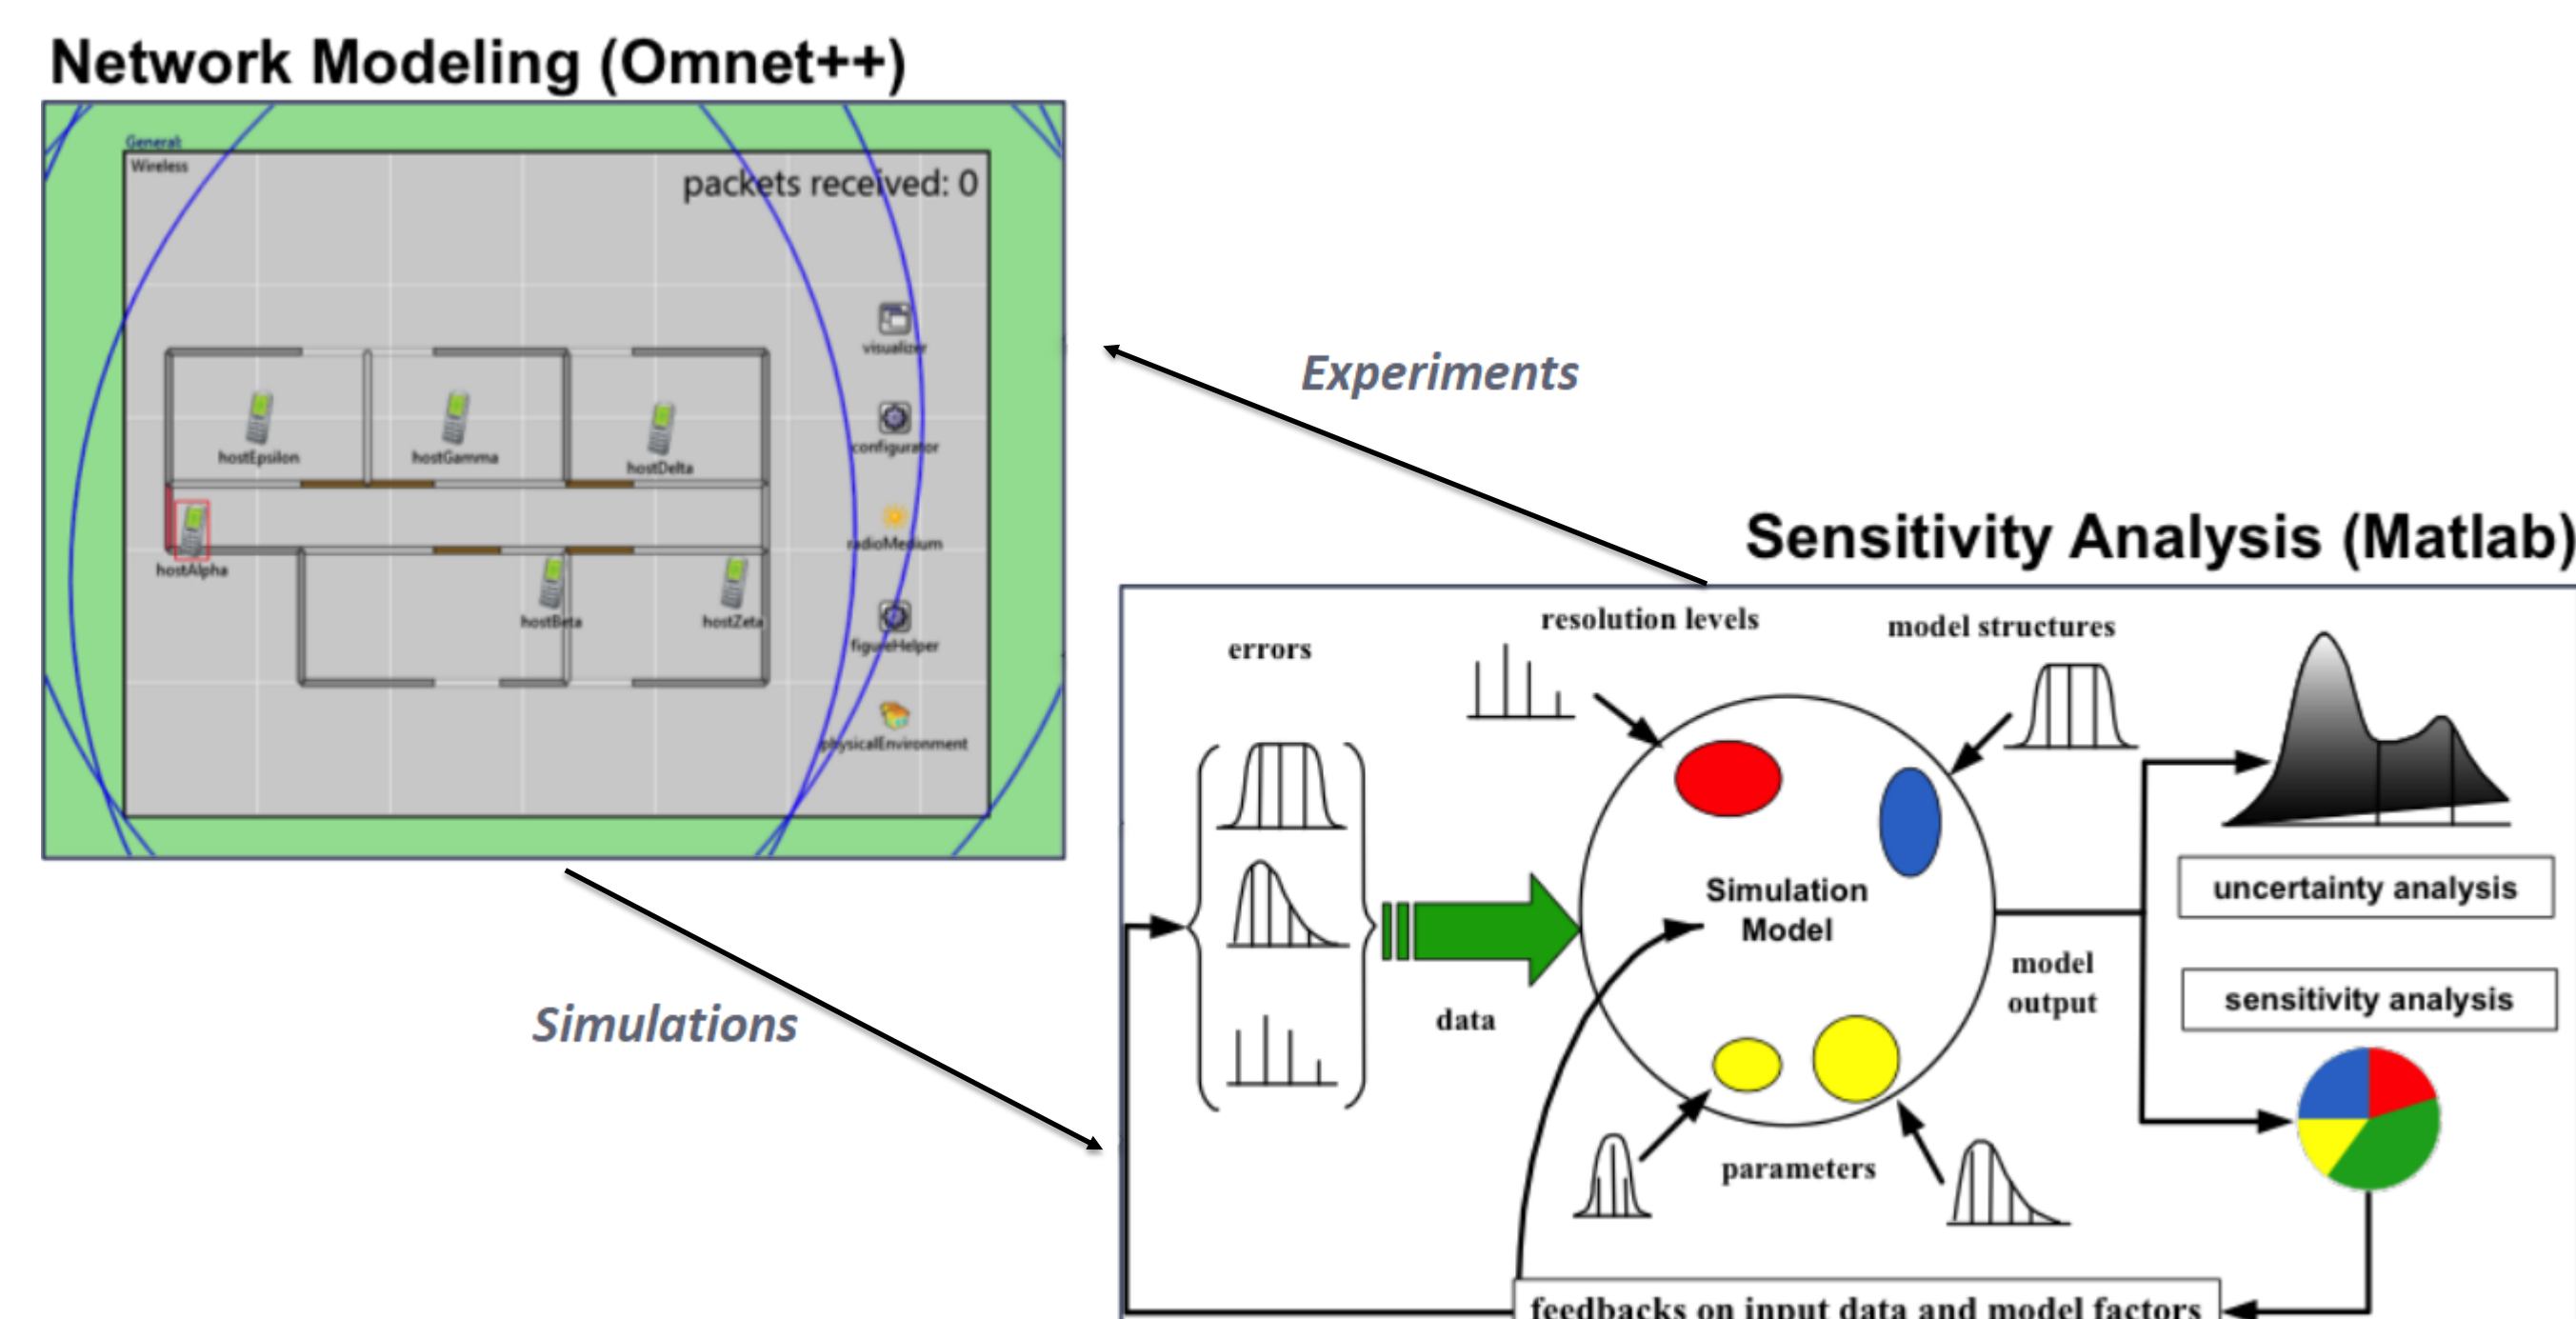 Network Modeling (Omnet++)
General:
Wireless
packets received: 0
visualizer
configurator
hostEpsilon
hostGamma
hostDelta
radioMedium
hostAlpha
hostBeta
hostZeta
figureHelper
physicalEnvironment
Experiments
Simulations
Sensitivity Analysis (Matlab)
resolution levels
model structures
errors
Simulation
Model
uncertainty analysis
model
output
sensitivity analysis
data
parameters
feedbacks on input data and model factors